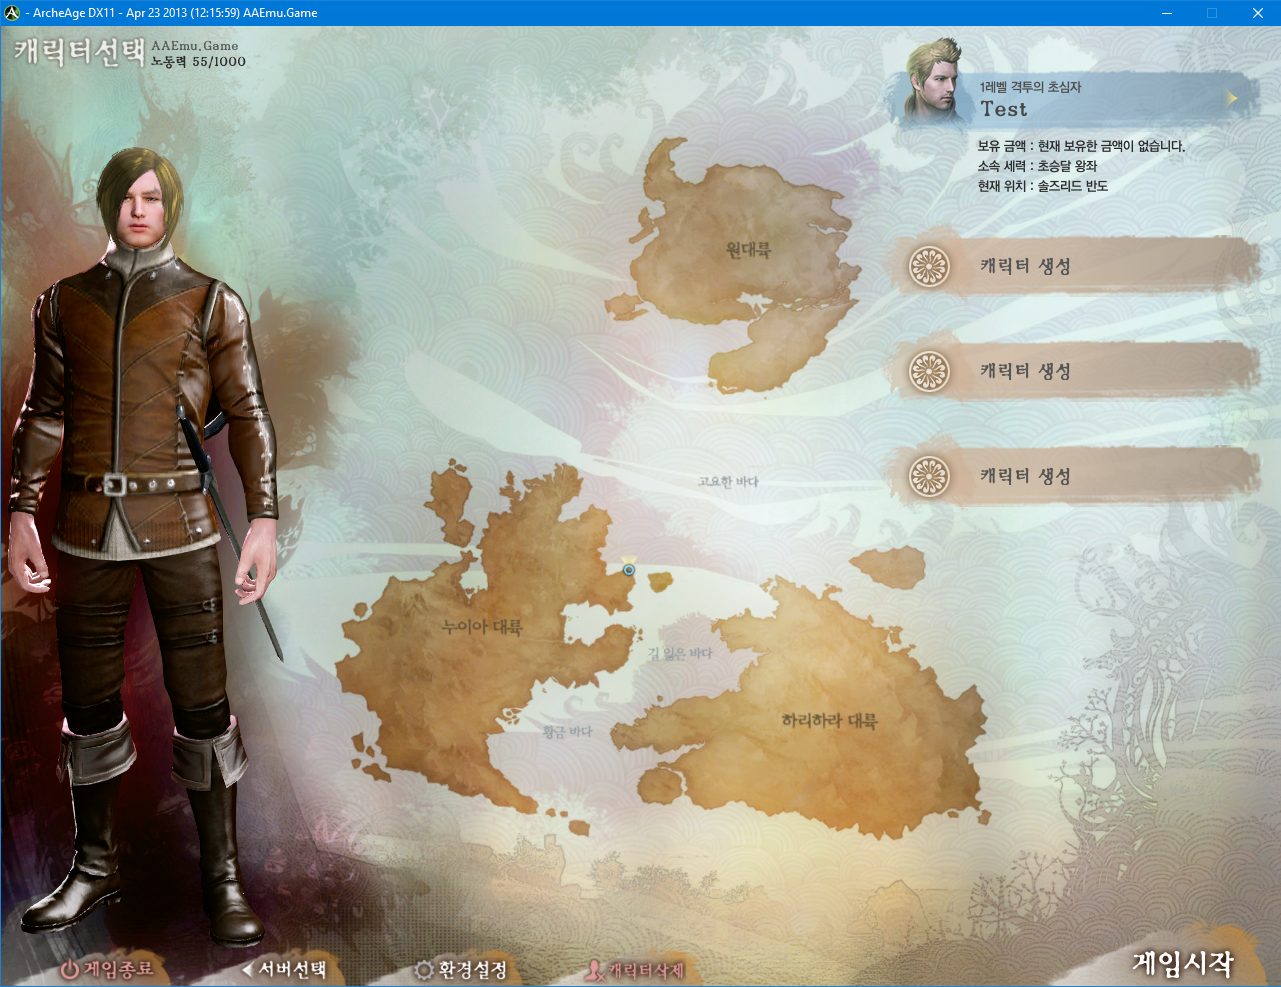 - ArcheAge DX11 - Apr 23 2013 (12:15:59) AAEmu.Game
캐릭터선택
AAEmu.Game
노동력 55/1000
1레벨 격투의 초심자
Test
보유 금액 : 현재 보유한 금액이 없습니다.
소속 세력 : 초승달 왕좌
현재 위치 : 솔즈리드 반도
캐릭터 생성
캐릭터 생성
캐릭터 생성
원대륙
고요한 바다
누이아 대륙
길 잃은 바다
하리하라 대륙
황금 바다
게임종료
서버선택
환경설정
캐릭터삭제
게임시작